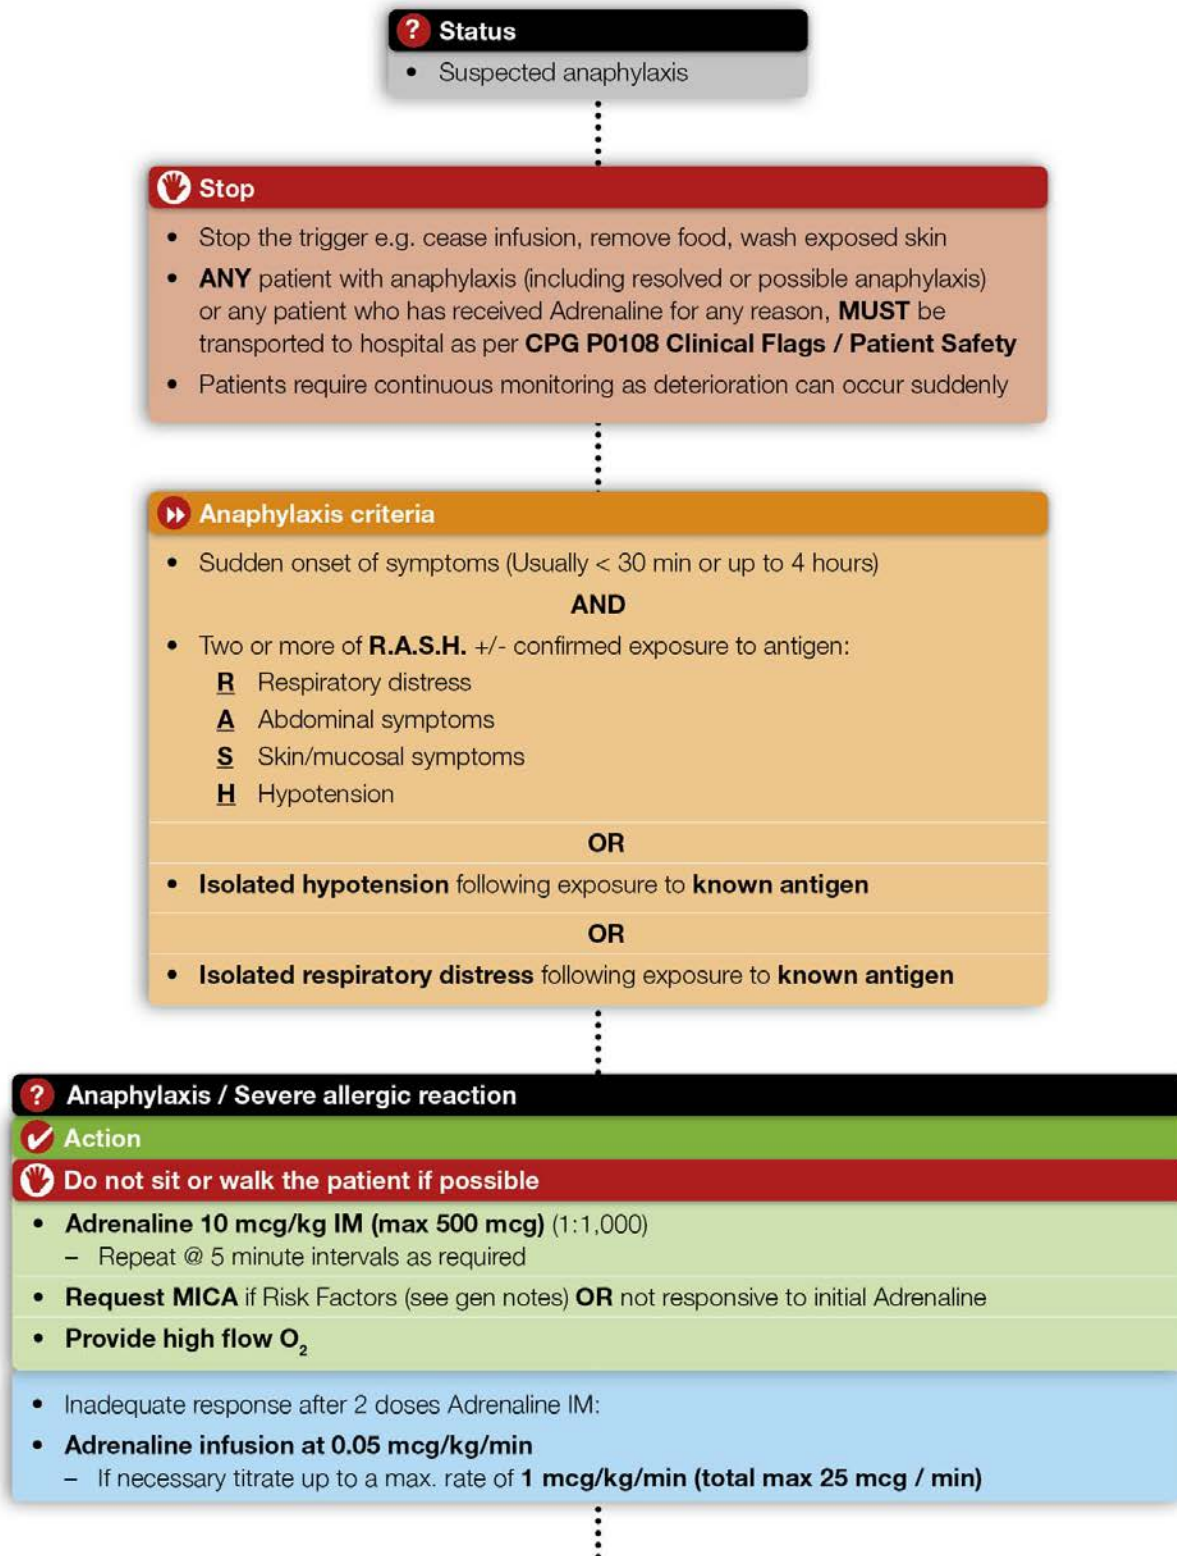 ? Status
• Suspected anaphylaxis
Stop
• Stop the trigger e.g. cease infusion, remove food, wash exposed skin
• ANY patient with anaphylaxis (including resolved or possible anaphylaxis)
or any patient who has received Adrenaline for any reason, MUST be
transported to hospital as per CPG P0108 Clinical Flags / Patient Safety
• Patients require continuous monitoring as deterioration can occur suddenly
Anaphylaxis criteria
• Sudden onset of symptoms (Usually < 30 min or up to 4 hours)
AND
• Two or more of R.A.S.H. +/- confirmed exposure to antigen:
R Respiratory distress
A Abdominal symptoms
S Skin/mucosal symptoms
H Hypotension
OR
• Isolated hypotension following exposure to known antigen
OR
• Isolated respiratory distress following exposure to known antigen
? Anaphylaxis / Severe allergic reaction
Action
Do not sit or walk the patient if possible
• Adrenaline 10 mcg/kg IM (max 500 mcg) (1:1,000)
– Repeat @ 5 minute intervals as required
• Request MICA if Risk Factors (see gen notes) OR not responsive to initial Adrenaline
• Provide high flow O₂
• Inadequate response after 2 doses Adrenaline IM:
• Adrenaline infusion at 0.05 mcg/kg/min
– If necessary titrate up to a max. rate of 1 mcg/kg/min (total max 25 mcg / min)